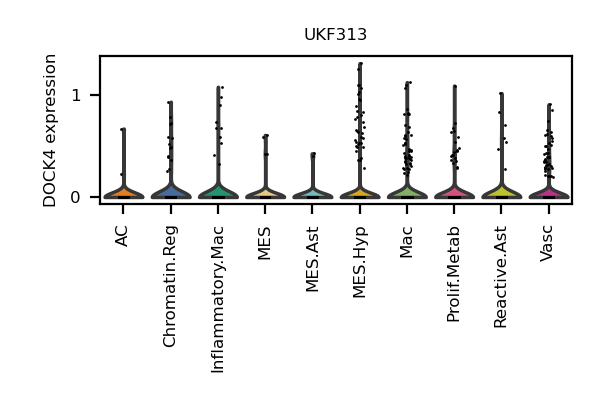 UKF313
DOCK4 expression
1
0
AC
Chromatin.Reg
Inflammatory.Mac
MES
MES.Ast
MES.Hyp
Mac
Prolif.Metab
Reactive.Ast
Vasc